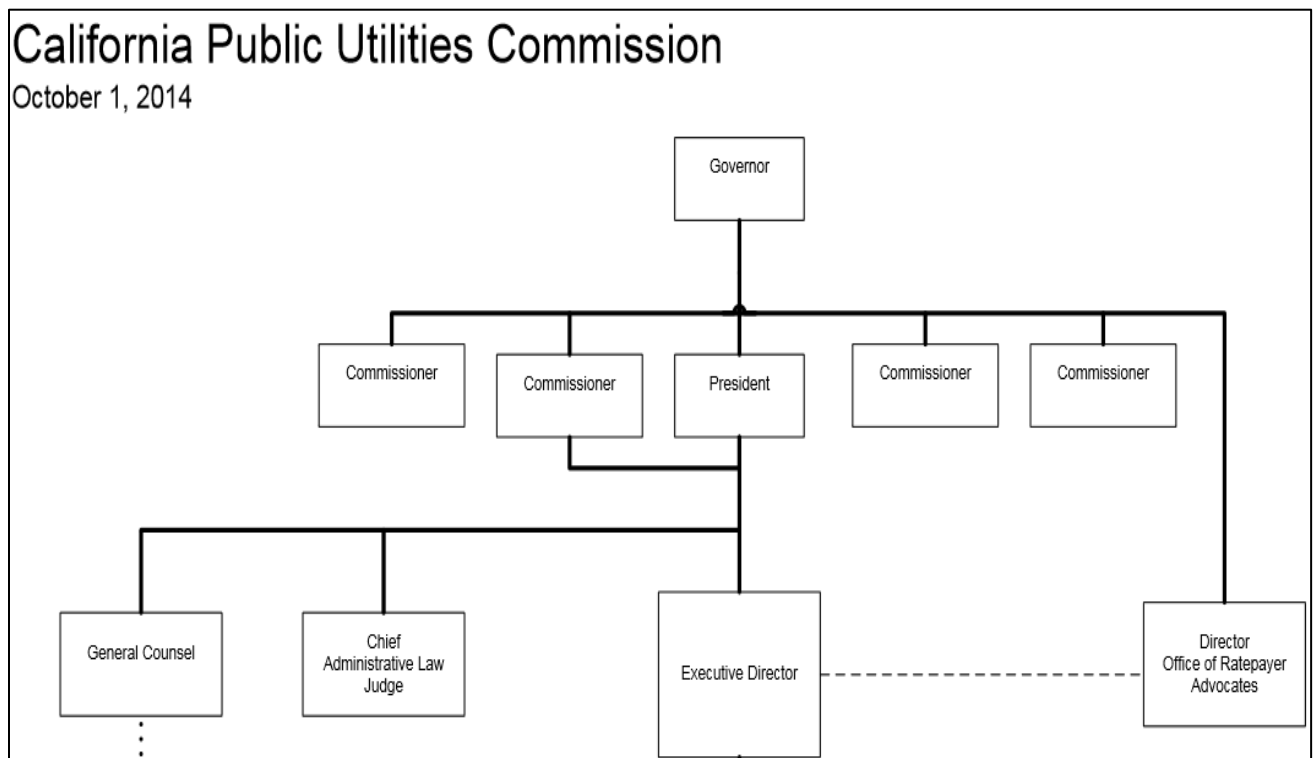 California Public Utilities Commission
October 1, 2014
Governor
Commissioner
Commissioner
President
Commissioner
Commissioner
General Counsel
Chief
Administrative Law
Judge
Executive Director
Director
Office of Ratepayer
Advocates